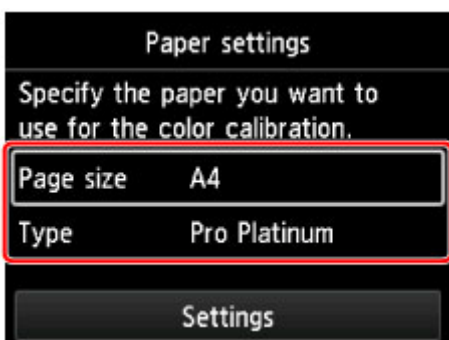 Paper settings
Specify the paper you want to
use for the color calibration.
Page size A4
Type Pro Platinum
Settings